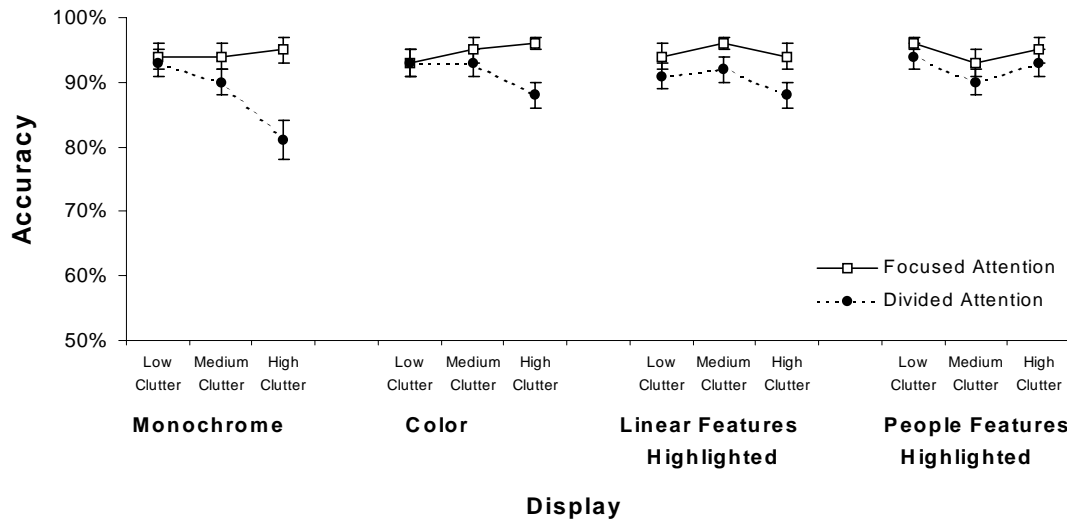 100%
90%
80%
70%
60%
50%
Accuracy
Focused Attention
Divided Attention
Low Clutter
Medium Clutter
High Clutter
Low Clutter
Medium Clutter
High Clutter
Low Clutter
Medium Clutter
High Clutter
Low Clutter
Medium Clutter
High Clutter
Monochrome
Color
Linear Features
Highlighted
People Features
Highlighted
Display